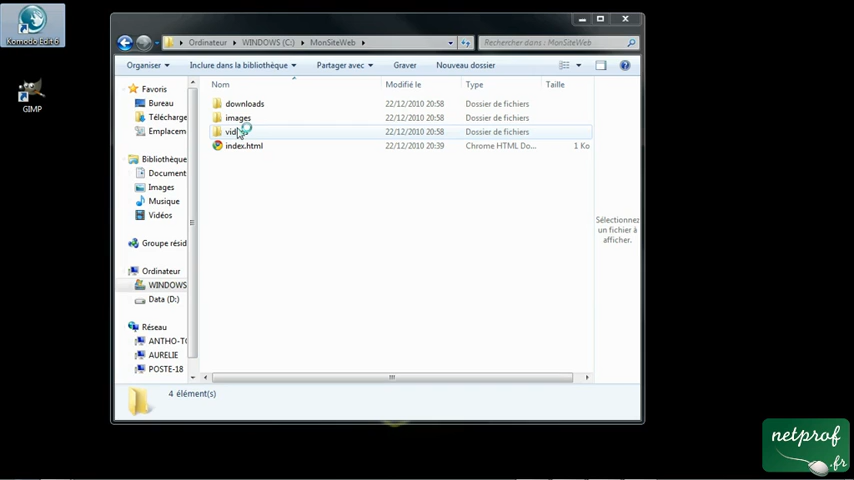 Komodo Edit 6
GIMP
Ordinateur WINDOWS (C:) MonSiteWeb
Rechercher dans : MonSiteWeb
Organiser Inclure dans la bibliothèque Partager avec Graver Nouveau dossier
Nom Modifié le Type Taille
downloads 22/12/2010 20:58 Dossier de fichiers
images 22/12/2010 20:58 Dossier de fichiers
22/12/2010 20:58 Dossier de fichiers
index.html 22/12/2010 20:39 Chrome HTML Do... 1 Ko
Favoris
Bureau
Télécharge
Emplacem
Bibliothèque
Document
Images
Musique
Vidéos
Groupe résid
Ordinateur
WINDOWS
Data (D:)
Réseau
ANTHO-TO
AURELIE
POSTE-18
Sélectionnez
un fichier à
afficher.
4 élément(s)
netprof
.fr